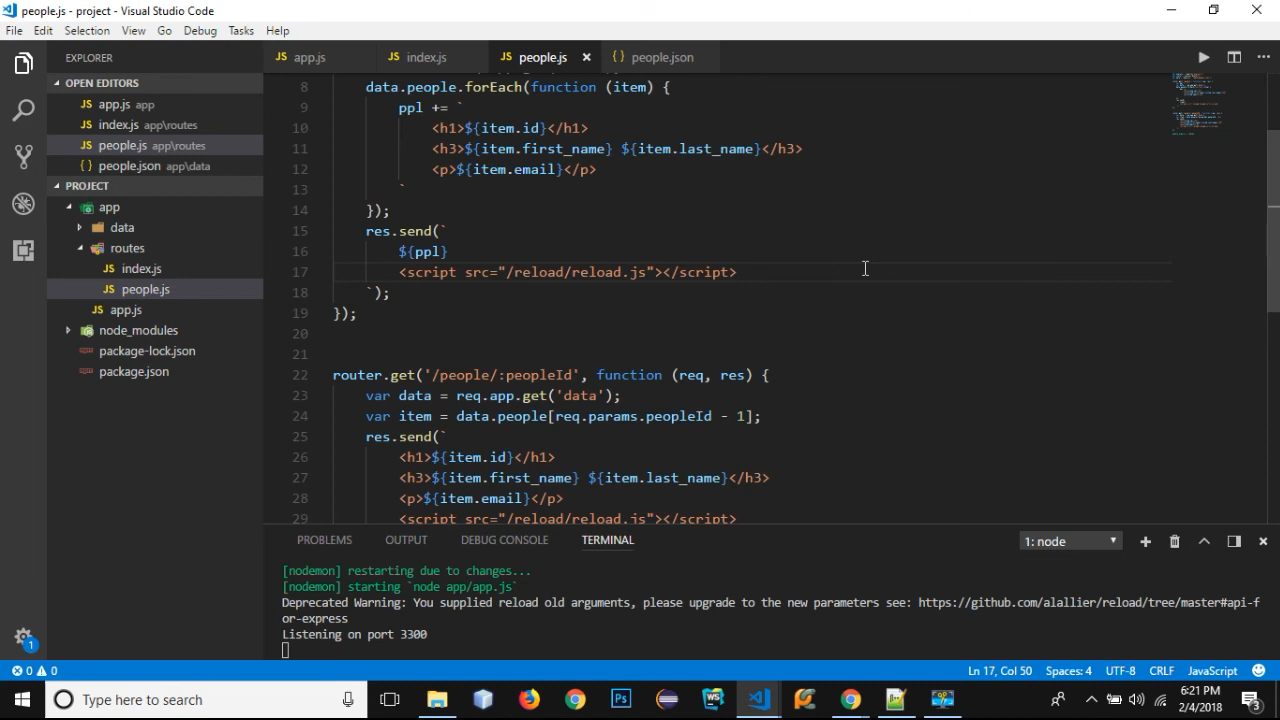 people.js - project - Visual Studio Code
File Edit Selection View Go Debug Tasks Help
EXPLORER
OPEN EDITORS
app.js app
index.js app\routes
people.js app\routes
people.json app\data
PROJECT
app
data
routes
index.js
people.js
app.js
node_modules
package-lock.json
package.json
app.js index.js people.js people.json
8 data.people.forEach(function (item) {
9 ppl += `
10 <h1>${item.id}</h1>
11 <h3>${item.first_name} ${item.last_name}</h3>
12 <p>${item.email}</p>
13 `
14 });
15 res.send(`
16 ${ppl}
17 <script src="/reload/reload.js"></script>
18 `);
19 });
20
21
22 router.get('/people/:peopleId', function (req, res) {
23 var data = req.app.get('data');
24 var item = data.people[req.params.peopleId - 1];
25 res.send(`
26 <h1>${item.id}</h1>
27 <h3>${item.first_name} ${item.last_name}</h3>
28 <p>${item.email}</p>
29 <script src="/reload/reload.js"></script>
PROBLEMS OUTPUT DEBUG CONSOLE TERMINAL 1: node
[nodemon] restarting due to changes...
[nodemon] starting `node app/app.js`
Deprecated Warning: You supplied reload old arguments, please upgrade to the new parameters see: https://github.com/alallier/reload/tree/master#api-f
or-express
Listening on port 3300
1
0 0 Ln 17, Col 50 Spaces: 4 UTF-8 CRLF JavaScript
Type here to search
Ps
WS
6:21 PM
2/4/2018
3